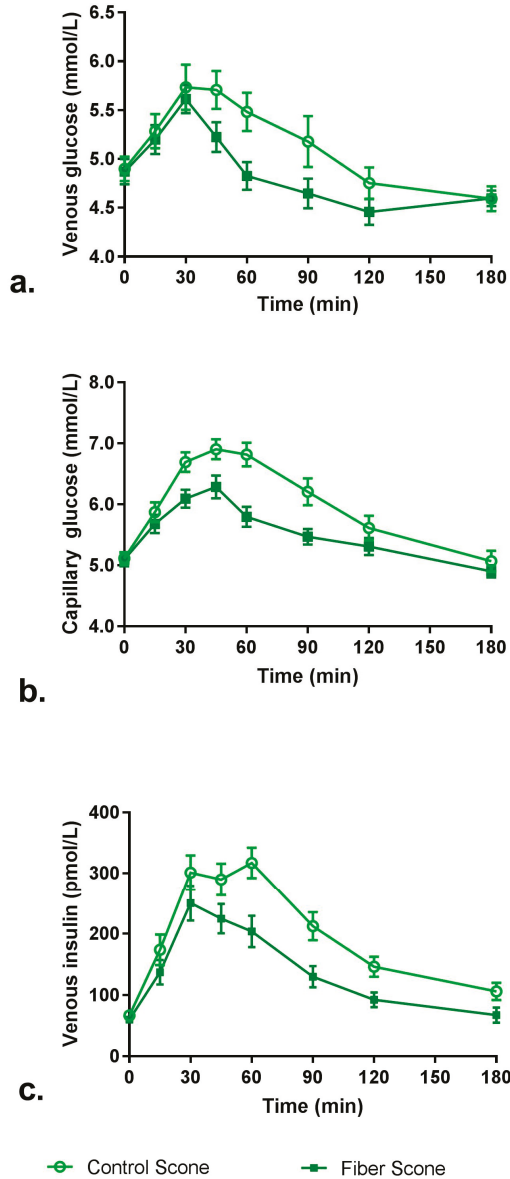 Venous glucose (mmol/L)
6.5
6.0
5.5
5.0
4.5
4.0
0 30 60 90 120 150 180
Time (min)
a.
Capillary glucose (mmol/L)
8.0
7.0
6.0
5.0
4.0
0 30 60 90 120 150 180
Time (min)
b.
Venous insulin (pmol/L)
400
300
200
100
0
0 30 60 90 120 150 180
Time (min)
c.
Control Scone Fiber Scone